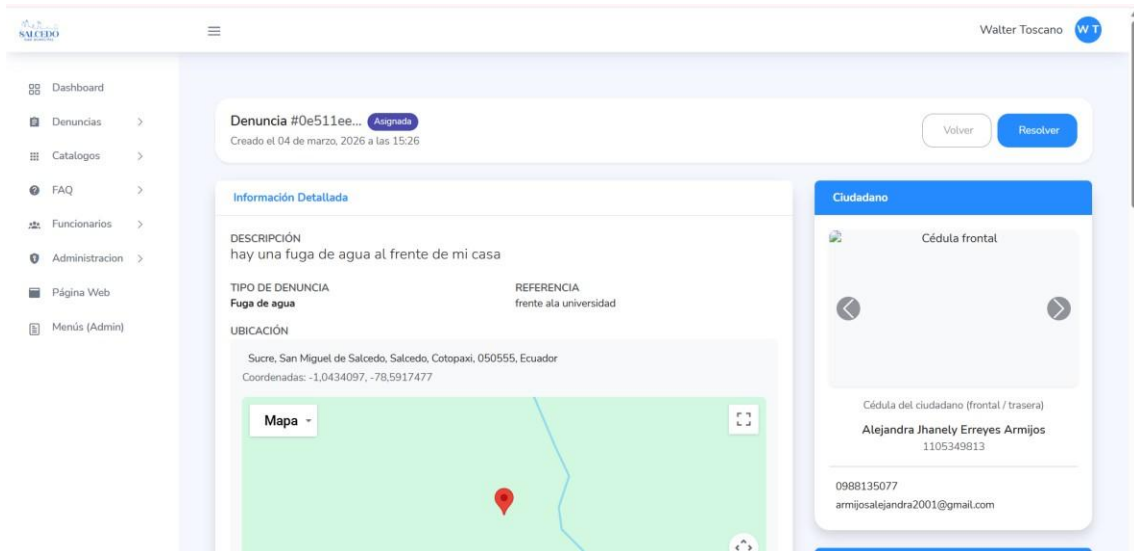 SALCEDO
Walter Toscano
WT
Dashboard
Denuncias
Catalogos
FAQ
Funcionarios
Administracion
Página Web
Menús (Admin)
Denuncia #0e511ee... Asignada
Creado el 04 de marzo, 2026 a las 15:26
Volver
Resolver
Información Detallada
DESCRIPCIÓN
hay una fuga de agua al frente de mi casa
TIPO DE DENUNCIA
Fuga de agua
REFERENCIA
frente ala universidad
UBICACIÓN
Sucre, San Miguel de Salcedo, Salcedo, Cotopaxi, 050555, Ecuador
Coordenadas: -1,0434097, -78,5917477
Mapa
Ciudadano
Cédula frontal
Cédula del ciudadano (frontal / trasera)
Alejandra Jhanely Erreyes Armijos
1105349813
0988135077
armijosalejandra2001@gmail.com